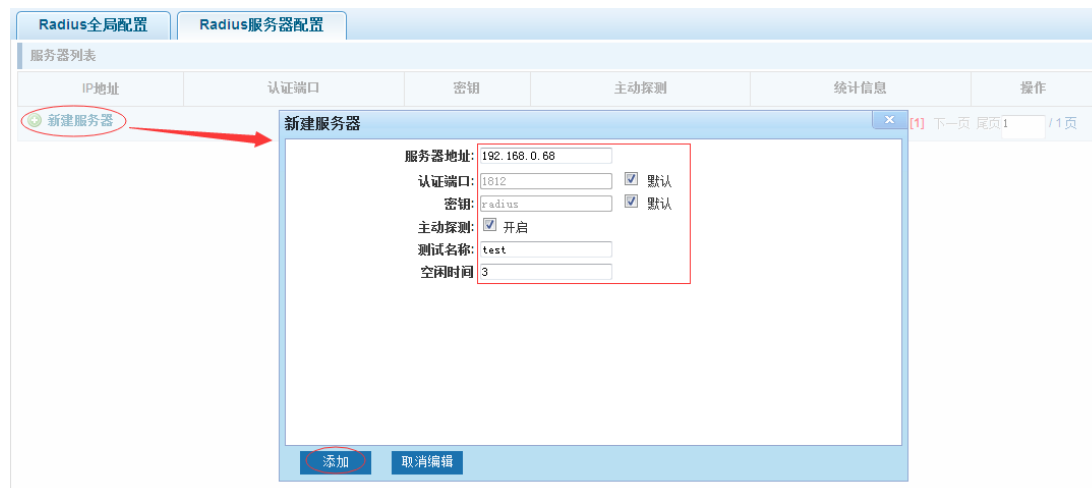 Radius全局配置 Radius服务器配置
服务器列表
IP地址 认证端口 密钥 主动探测 统计信息 操作
新建服务器 新建服务器 [1] 下一页 尾页 1 / 1 页
服务器地址: 192.168.0.68
认证端口: 1812 默认
密钥: radius 默认
主动探测: 开启
测试名称: test
空闲时间 3
添加 取消编辑